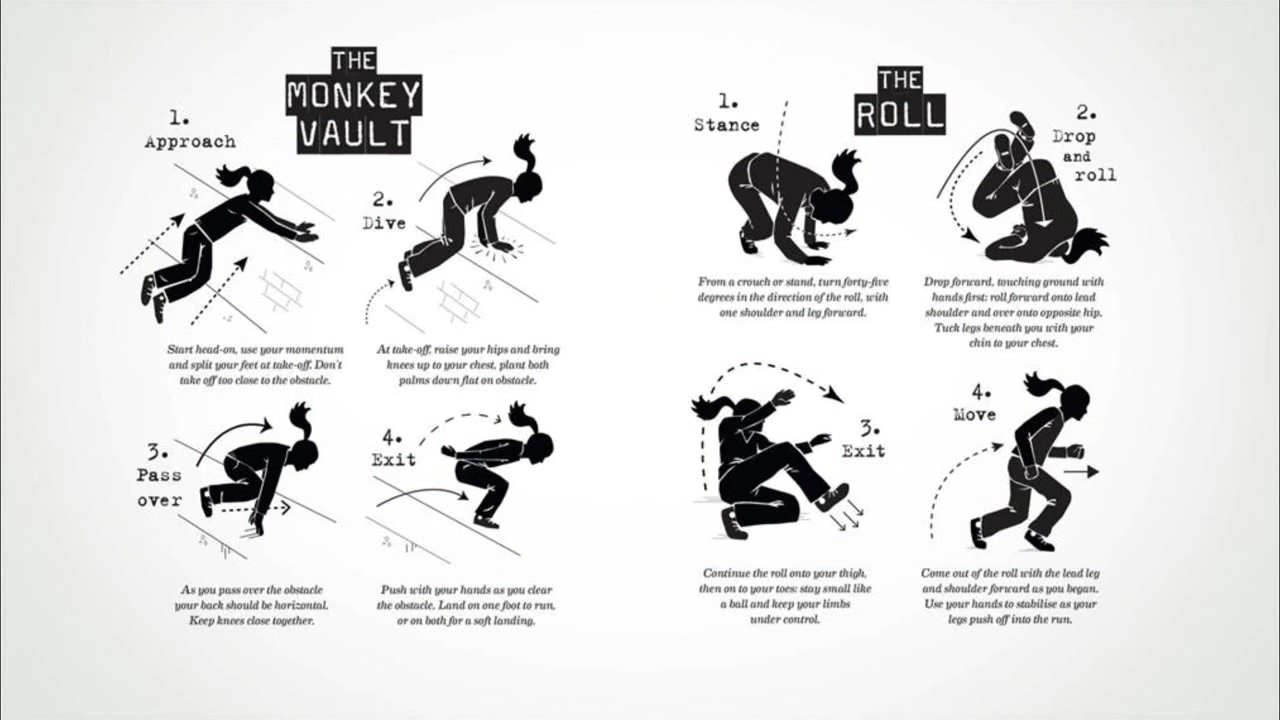 THE
MONKEY
VAULT
1.
Approach
Start head-on, use your momentum
and split your feet at take-off. Don't
take off too close to the obstacle.
2.
Dive
At take-off, raise your hips and bring
knees up to your chest, plant both
palms down flat on obstacle.
3.
Pass
over
As you pass over the obstacle
your back should be horizontal.
Keep knees close together.
4.
Exit
Push with your hands as you clear
the obstacle. Land on one foot to run,
or on both for a soft landing.
THE
ROLL
1.
Stance
From a crouch or stand, turn forty-five
degrees in the direction of the roll, with
one shoulder and leg forward.
2.
Drop
and
roll
Drop forward, touching ground with
hands first: roll forward onto lead
shoulder and over onto opposite hip.
Tuck legs beneath you with your
chin to your chest.
3.
Exit
Continue the roll onto your thigh,
then on to your toes: stay small like
a ball and keep your limbs
under control.
4.
Move
Come out of the roll with the lead leg
and shoulder forward as you began.
Use your hands to stabilise as your
legs push off into the run.